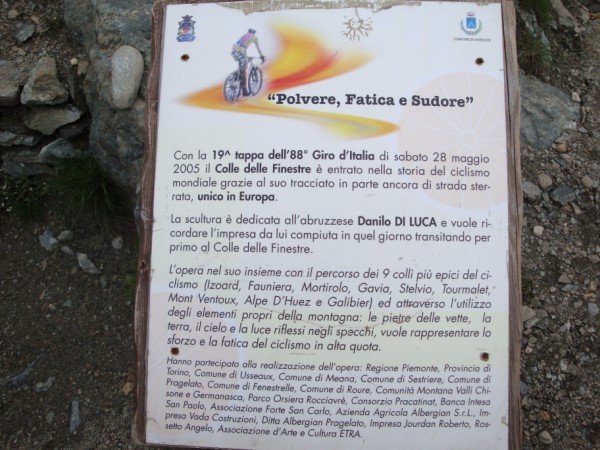 COMUNE DI USSEAUX
"Polvere, Fatica e Sudore"
Con la 19^ tappa dell'88° Giro d'Italia di sabato 28 maggio
2005 il Colle delle Finestre è entrato nella storia del ciclismo
mondiale grazie al suo tracciato in parte ancora di strada ster-
rata, unico in Europa.
La scultura è dedicata all'abruzzese Danilo DI LUCA e vuole ri-
cordare l'impresa da lui compiuta in quel giorno transitando per
primo al Colle delle Finestre.
L'opera nel suo insieme con il percorso dei 9 colli più epici del ci-
clismo (Izoard, Fauniera, Mortirolo, Gavia, Stelvio, Tourmalet,
Mont Ventoux, Alpe D'Huez e Galibier) ed attraverso l'utilizzo
degli elementi propri della montagna: le pietre delle vette, la
terra, il cielo e la luce riflessi negli specchi, vuole rappresentare lo
sforzo e la fatica del ciclismo in alta quota.
Hanno partecipato alla realizzazione dell'opera: Regione Piemonte, Provincia di
Torino, Comune di Usseaux, Comune di Meana, Comune di Sestriere, Comune di
Pragelato, Comune di Fenestrelle, Comune di Roure, Comunità Montana Valli Chi-
sone e Germanasca, Parco Orsiera Rocciavrè, Consorzio Pracatinat, Banca Intesa
San Paolo, Associazione Forte San Carlo, Azienda Agricola Albergian S.r.L., Im-
presa Vada Costruzioni, Ditta Albergian Pragelato, Impresa Jourdan Roberto, Ros-
setto Angelo, Associazione d'Arte e Cultura ETRA.